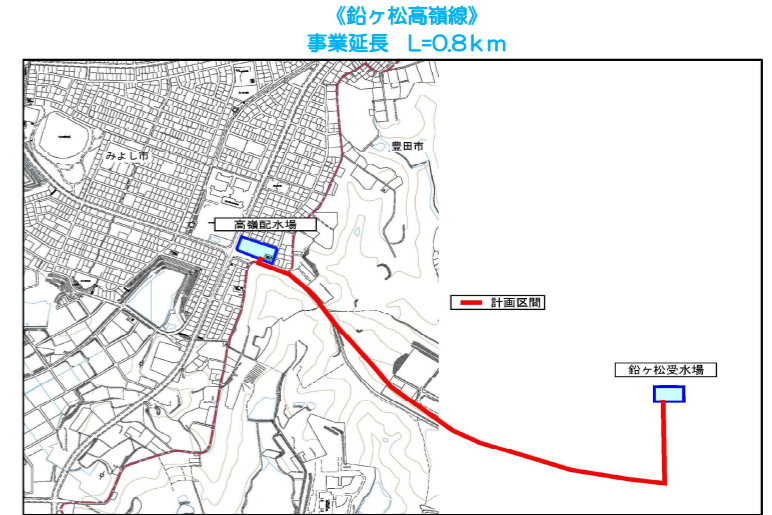 《鉛ヶ松高嶺線》
事業延長 L=0.8km
みよし市
豊田市
高嶺配水場
計画区間
鉛ヶ松受水場